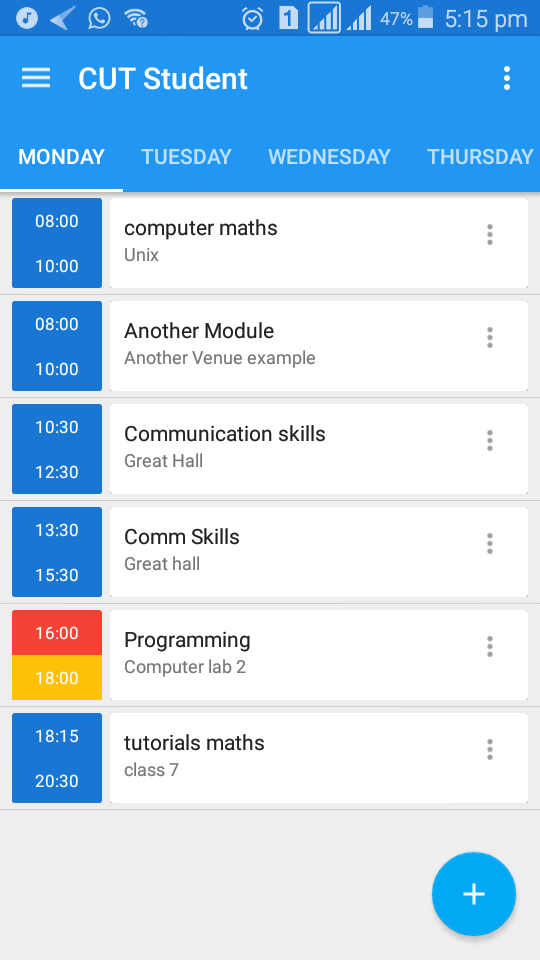 1 47% 5:15 pm
CUT Student
MONDAY TUESDAY WEDNESDAY THURSDAY
08:00
10:00
computer maths
Unix
08:00
10:00
Another Module
Another Venue example
10:30
12:30
Communication skills
Great Hall
13:30
15:30
Comm Skills
Great hall
16:00
18:00
Programming
Computer lab 2
18:15
20:30
tutorials maths
class 7